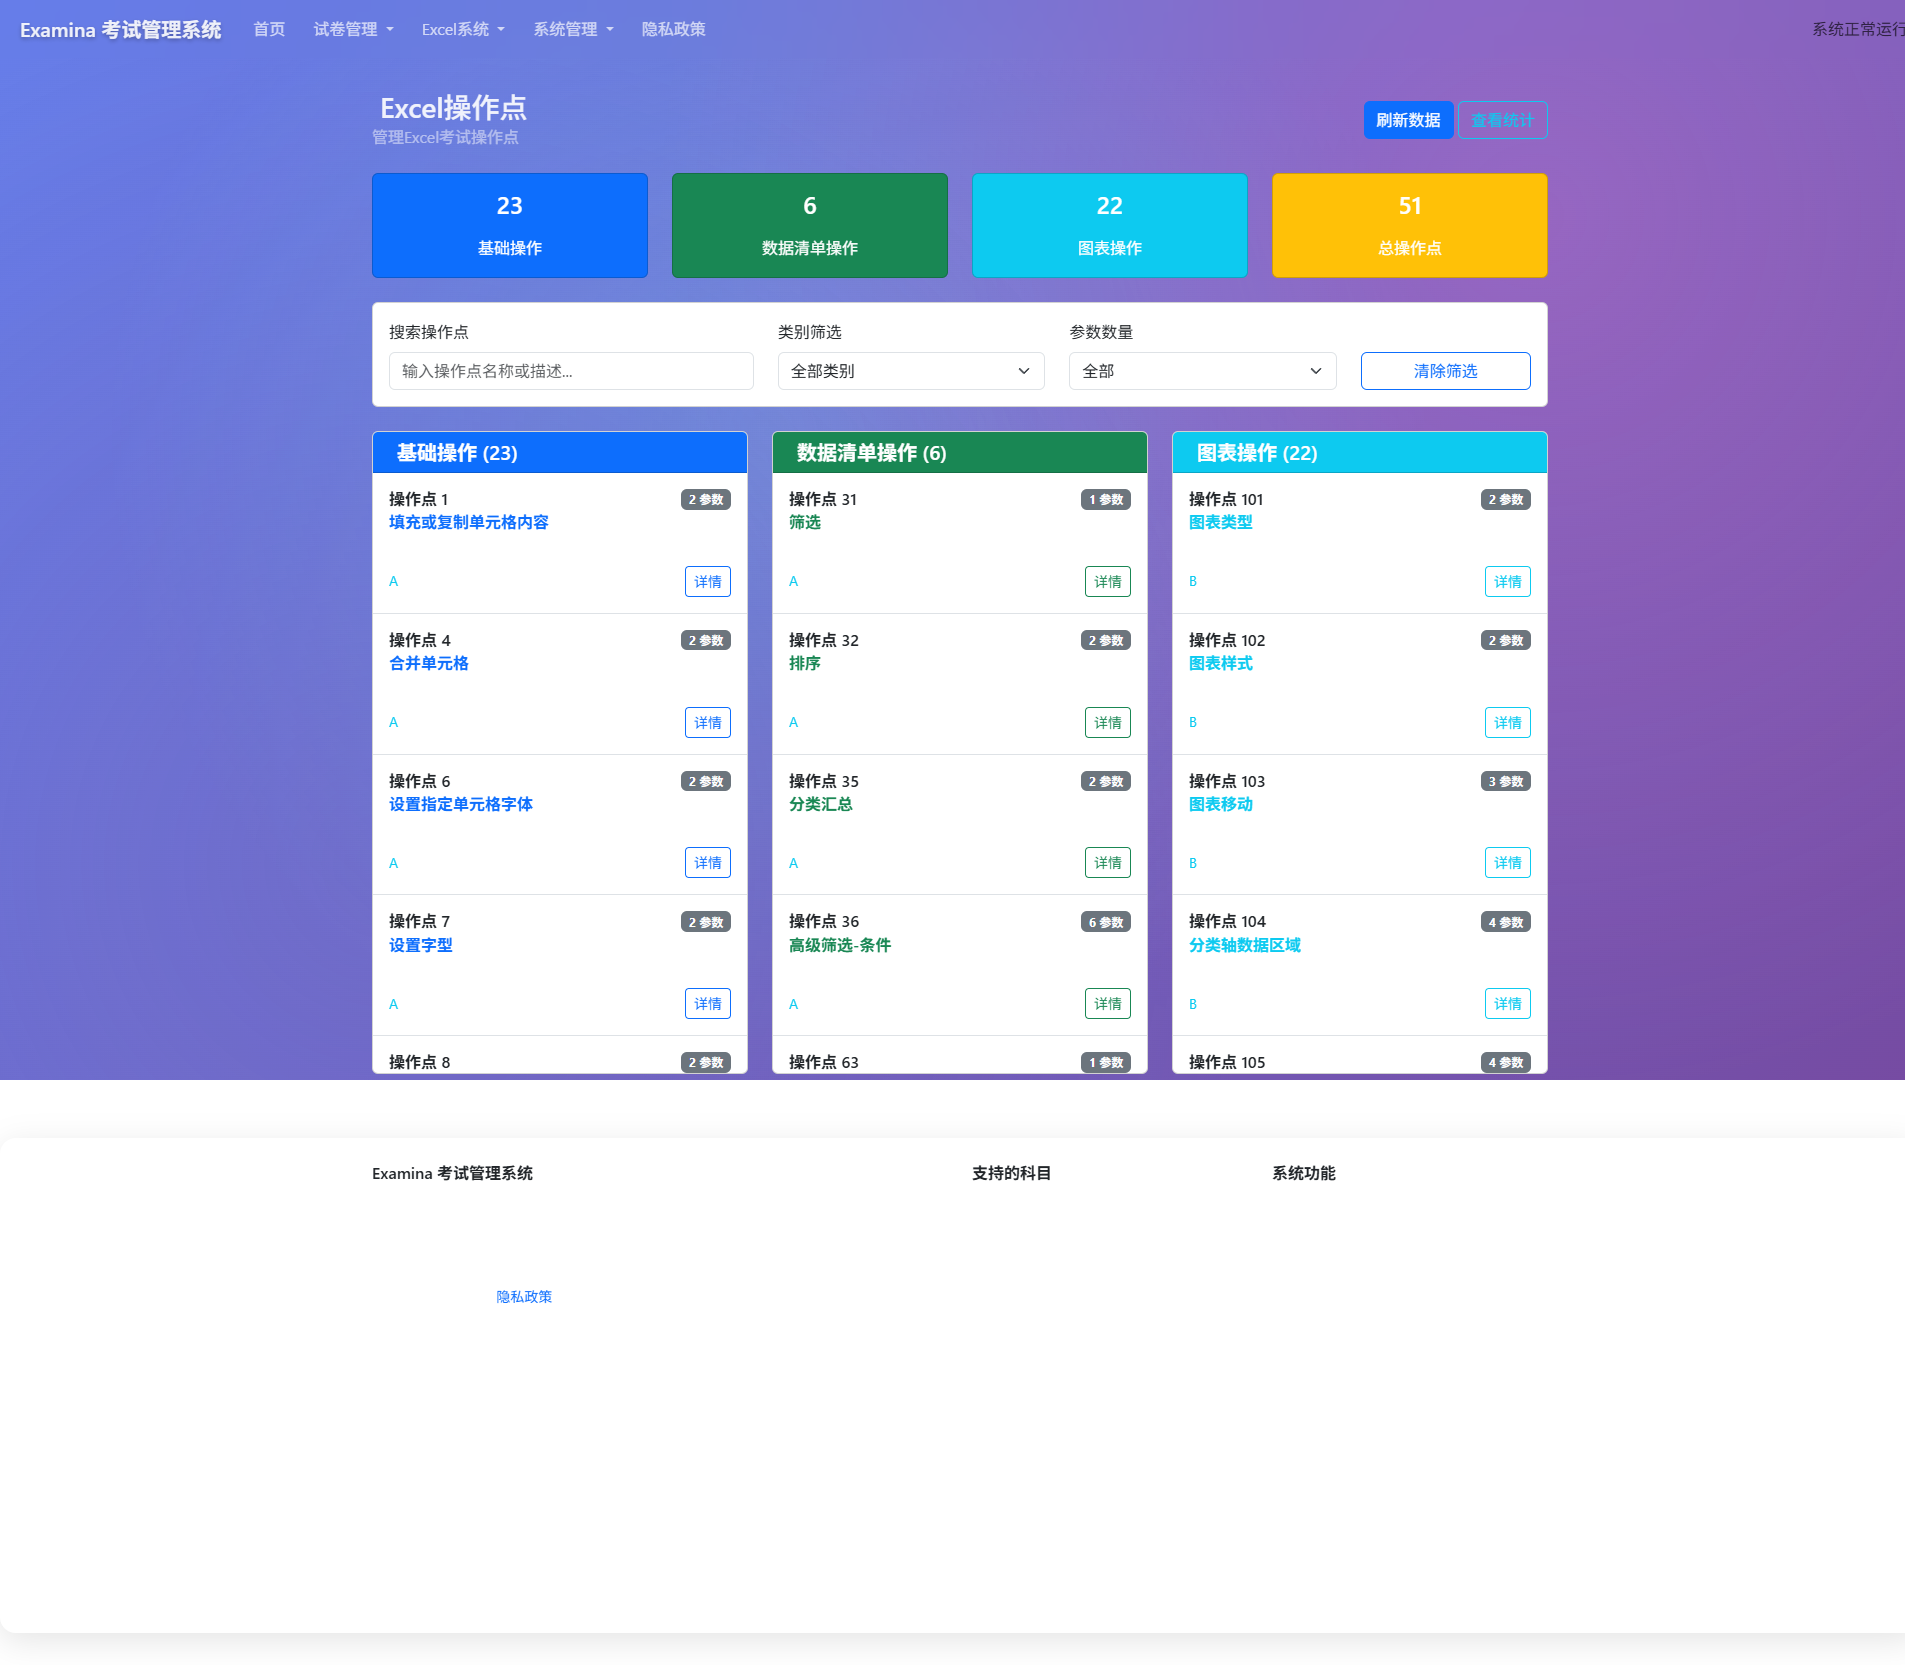 Examina 考试管理系统 首页 试卷管理 Excel系统 系统管理 隐私政策 系统正常运行
Excel操作点
管理Excel考试操作点
刷新数据 查看统计
23
基础操作
6
数据清单操作
22
图表操作
51
总操作点
搜索操作点 类别筛选 参数数量
输入操作点名称或描述... 全部类别 全部 清除筛选
基础操作 (23)
操作点 1 2 参数
填充或复制单元格内容
A 详情
操作点 4 2 参数
合并单元格
A 详情
操作点 6 2 参数
设置指定单元格字体
A 详情
操作点 7 2 参数
设置字型
A 详情
操作点 8 2 参数
数据清单操作 (6)
操作点 31 1 参数
筛选
A 详情
操作点 32 2 参数
排序
A 详情
操作点 35 2 参数
分类汇总
A 详情
操作点 36 6 参数
高级筛选-条件
A 详情
操作点 63 1 参数
图表操作 (22)
操作点 101 2 参数
图表类型
B 详情
操作点 102 2 参数
图表样式
B 详情
操作点 103 3 参数
图表移动
B 详情
操作点 104 4 参数
分类轴数据区域
B 详情
操作点 105 4 参数
Examina 考试管理系统 支持的科目 系统功能
隐私政策